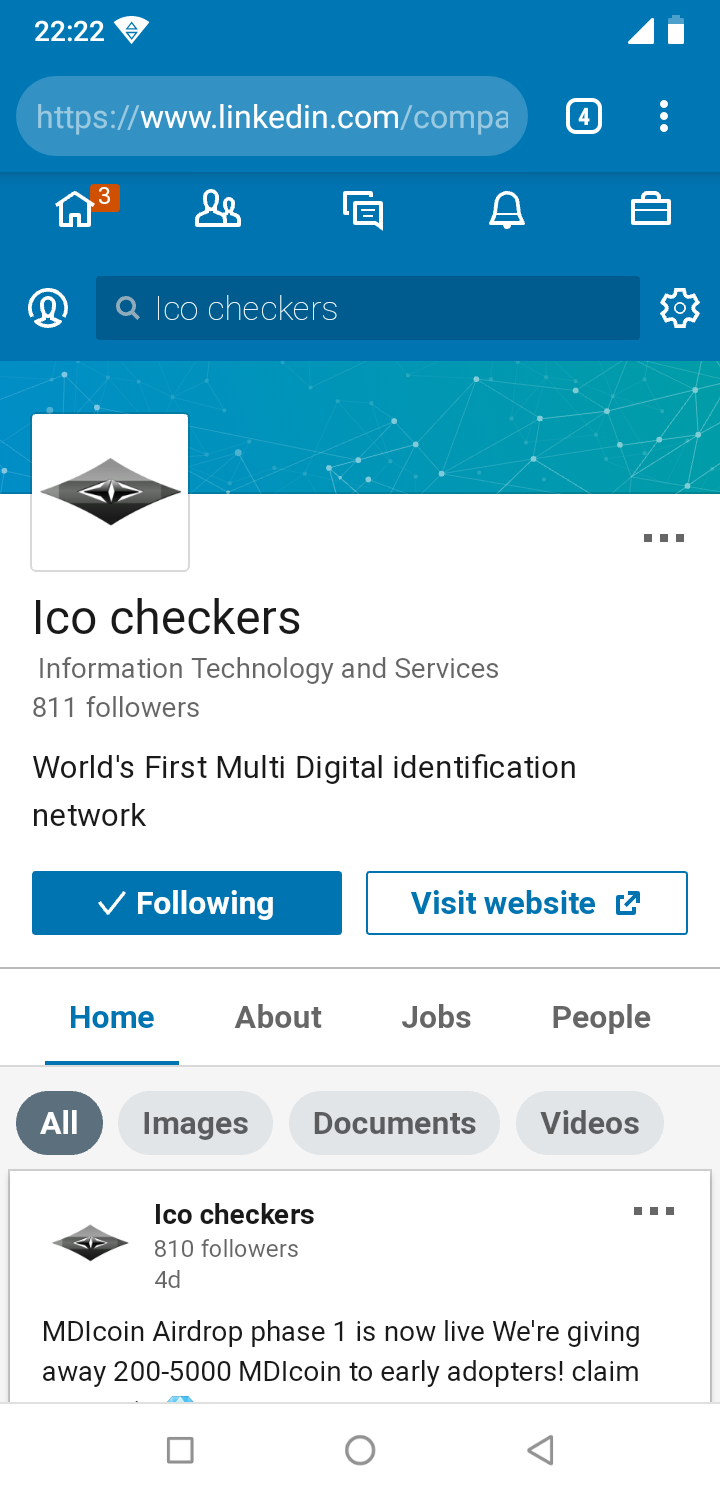 22:22
https://www.linkedin.com/compa
4
3
Ico checkers
Ico checkers
Information Technology and Services
811 followers
World's First Multi Digital identification
network
Following
Visit website
Home About Jobs People
All Images Documents Videos
Ico checkers
810 followers
4d
MDIcoin Airdrop phase 1 is now live We're giving
away 200-5000 MDIcoin to early adopters! claim